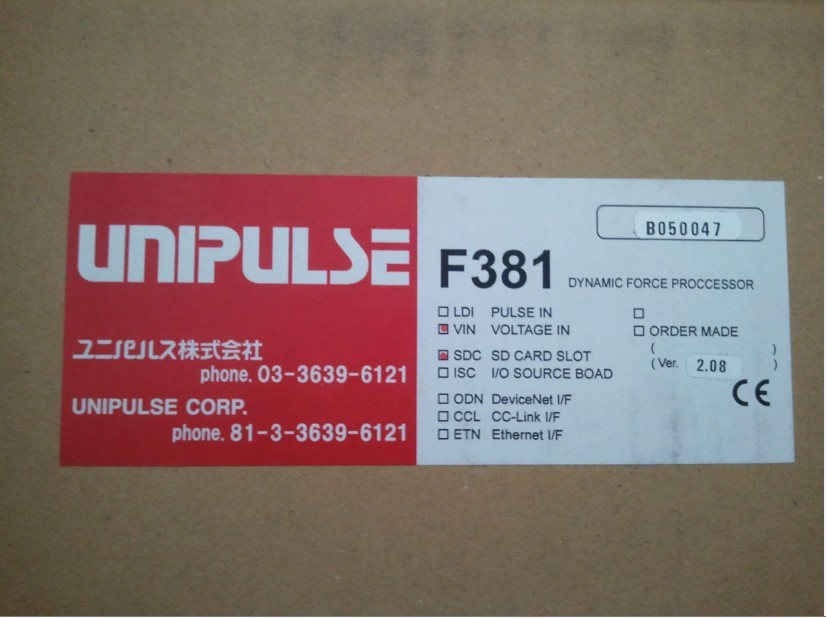 UNIPULSE
ユニパルス株式会社
phone. 03-3639-6121
UNIPULSE CORP.
phone. 81-3-3639-6121
B050047
F381 DYNAMIC FORCE PROCCESSOR
LDI PULSE IN
VIN VOLTAGE IN
ORDER MADE
SDC SD CARD SLOT
( )
ISC I/O SOURCE BOAD
(Ver. 2.08 )
CE
ODN DeviceNet I/F
CCL CC-Link I/F
ETN Ethernet I/F